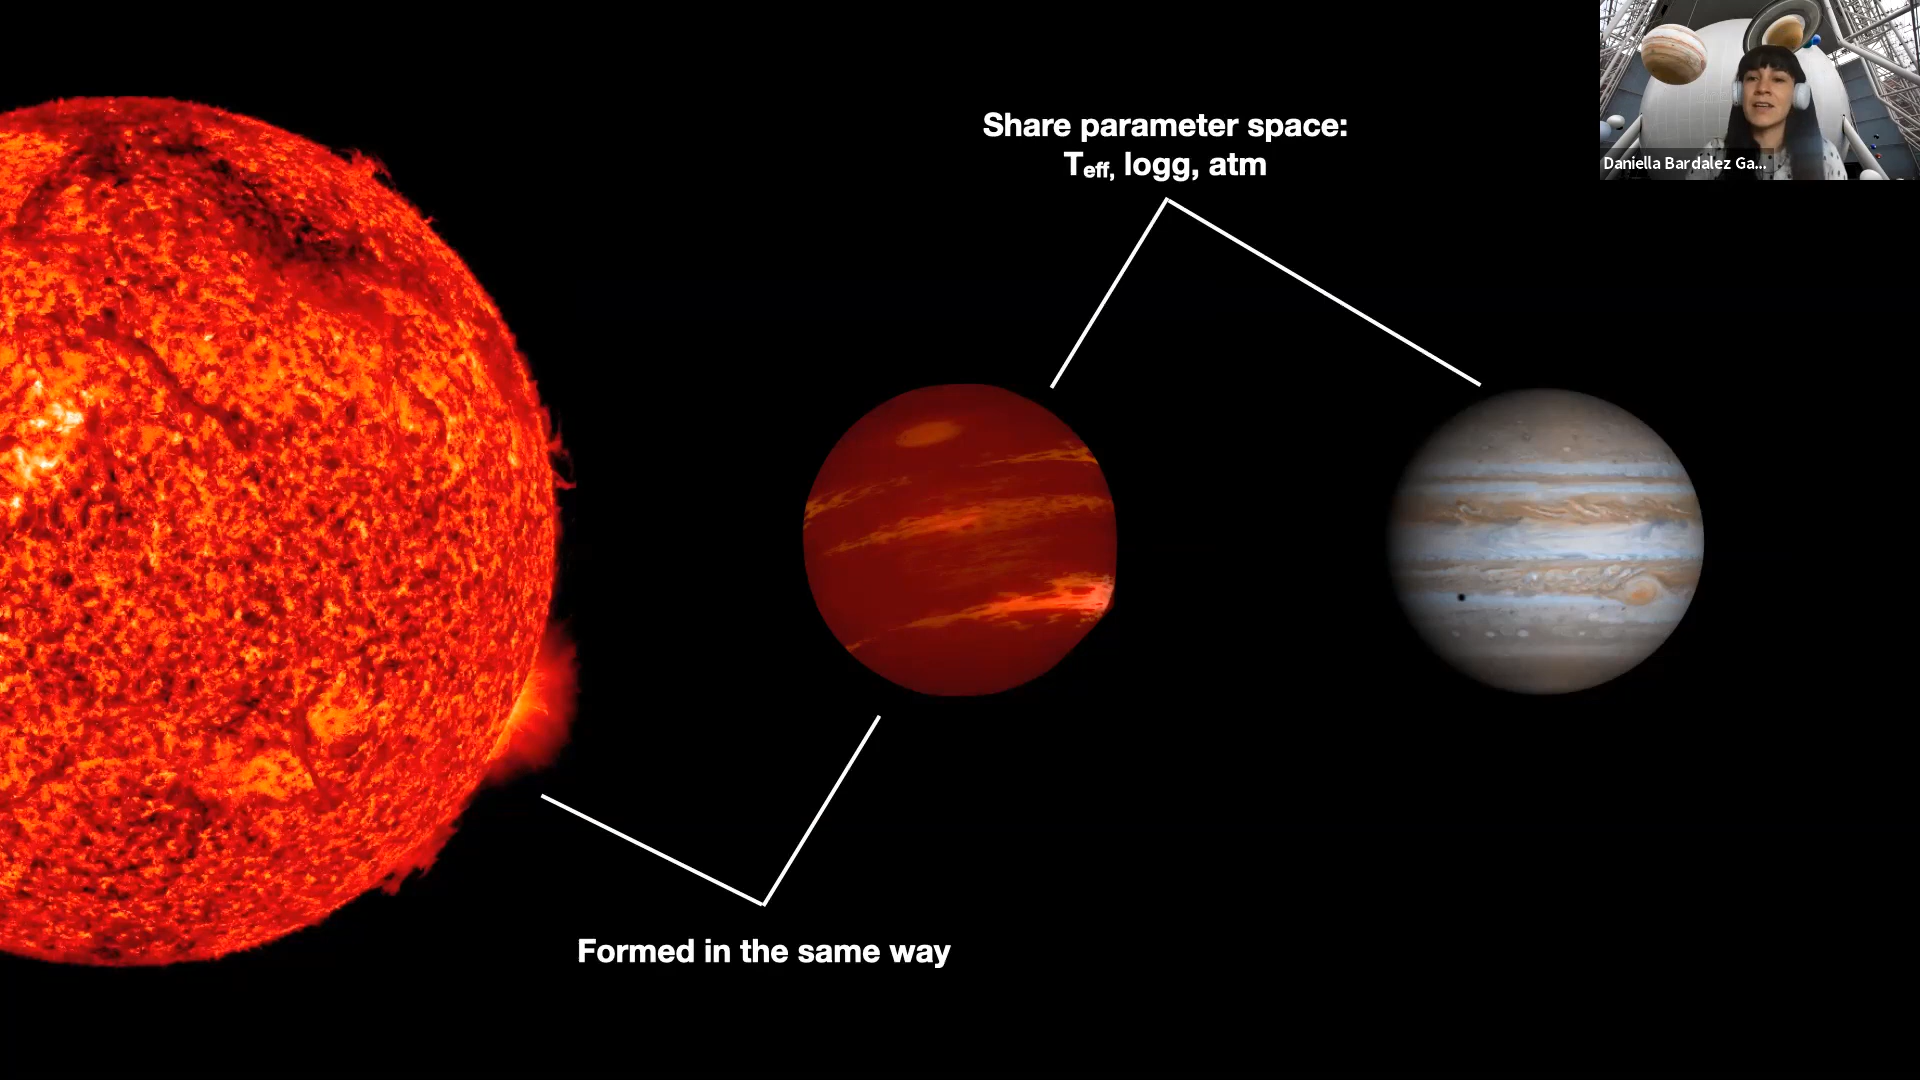 Share parameter space:
Teff, logg, atm
Daniella Bardalez Ga...
Formed in the same way